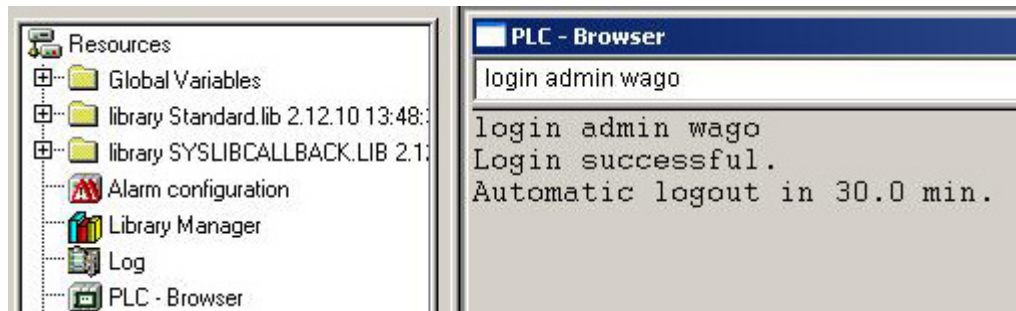 Resources
Global Variables
library Standard.lib 2.12.10 13:48:
library SYSLIBCALLBACK.LIB 2.1
Alarm configuration
Library Manager
Log
PLC - Browser
PLC - Browser
login admin wago
login admin wago
Login successful.
Automatic logout in 30.0 min.